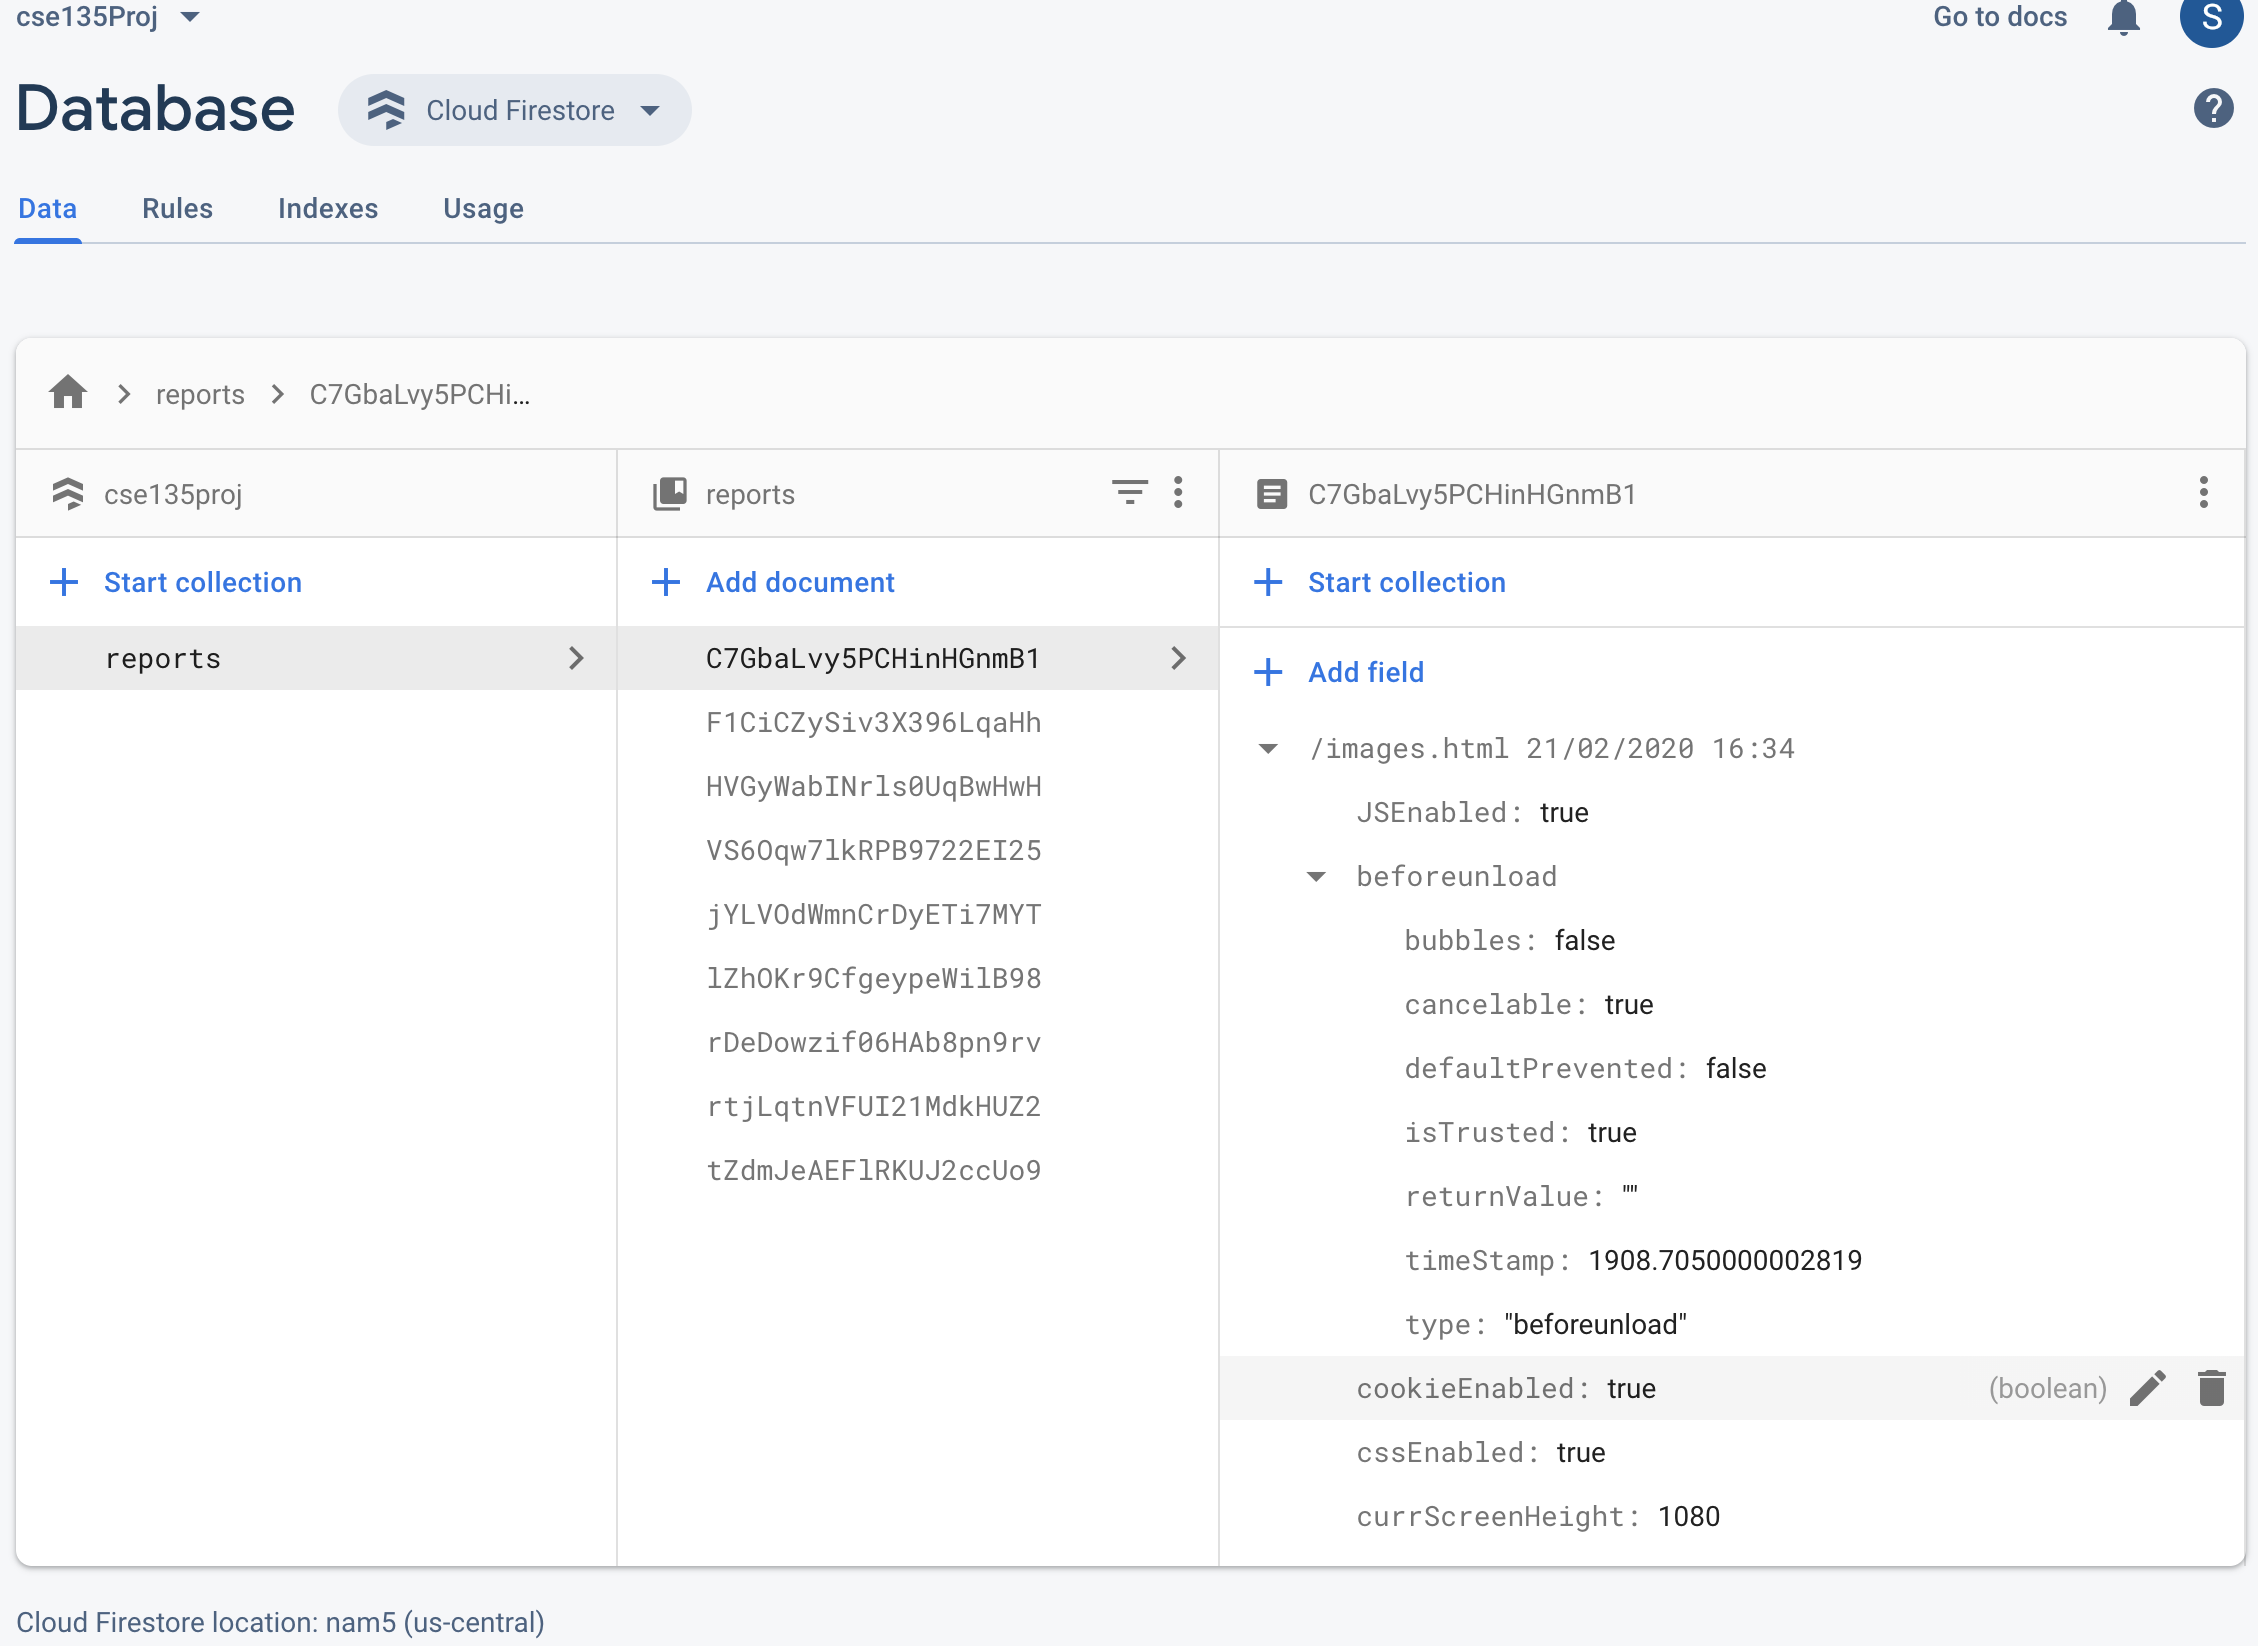 cse135Proj
Go to docs
S
Database
Cloud Firestore
?
Data
Rules
Indexes
Usage
reports
C7GbaLvy5PCHi...
cse135proj
reports
C7GbaLvy5PCHinHGnmB1
Start collection
Add document
Start collection
reports
C7GbaLvy5PCHinHGnmB1
F1CiCZySiv3X396LqaHh
HVGyWabINrls0UqBwHwH
VS6Oqw7lkRPB9722EI25
jYLVOdWmnCrDyETi7MYT
lZhOKr9CfgeypeWilB98
rDeDowzif06HAb8pn9rv
rtjLqtnVFUI21MdkHUZ2
tZdmJeAEFlRKUJ2ccUo9
Add field
/images.html 21/02/2020 16:34
JSEnabled: true
beforeunload
bubbles: false
cancelable: true
defaultPrevented: false
isTrusted: true
returnValue: ""
timeStamp: 1908.7050000002819
type: "beforeunload"
cookieEnabled: true (boolean)
cssEnabled: true
currScreenHeight: 1080
Cloud Firestore location: nam5 (us-central)